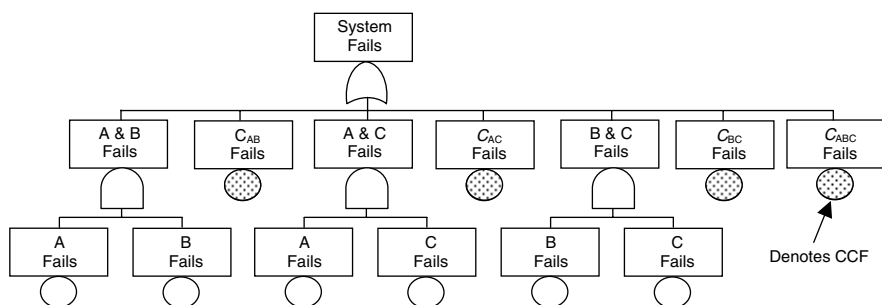 System
Fails
A & B
Fails
CAB
Fails
A & C
Fails
CAC
Fails
B & C
Fails
CBC
Fails
CABC
Fails
A
Fails
B
Fails
A
Fails
C
Fails
B
Fails
C
Fails
Denotes CCF